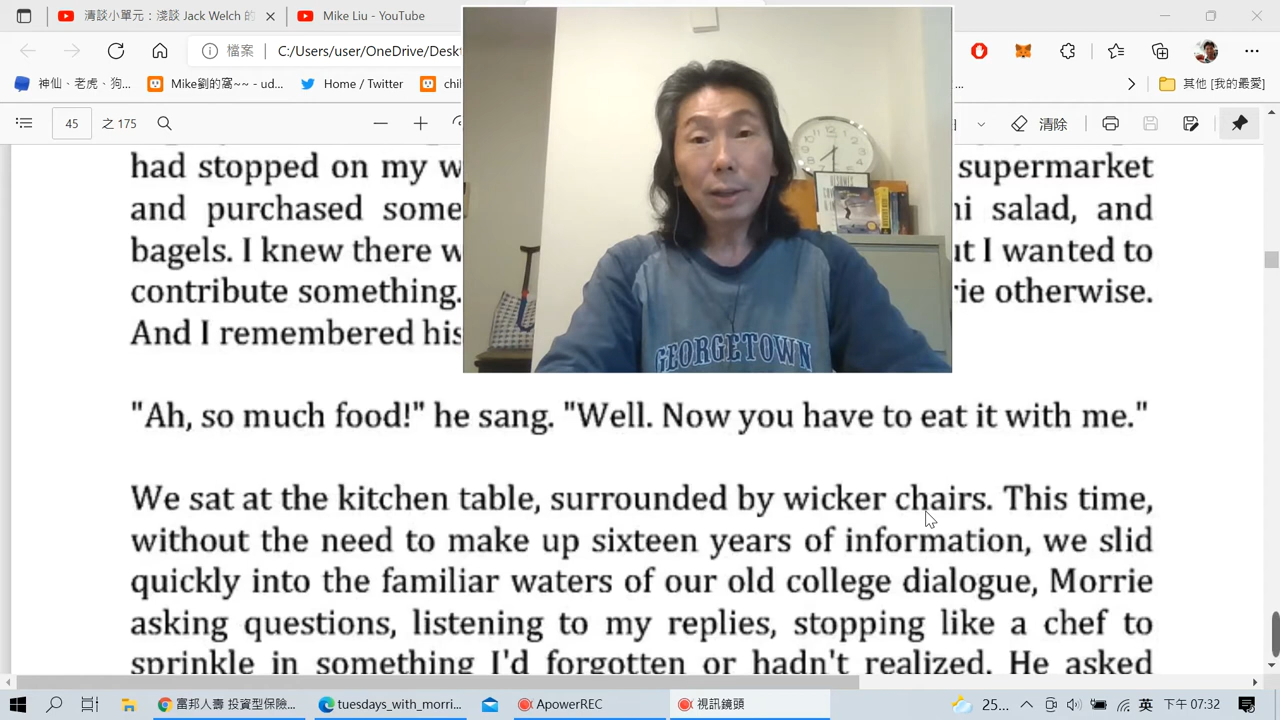 清談小單元：淺談 Jack Welch 的
Mike Liu - YouTube
檔案
C:/Users/user/OneDrive/Deskt
神仙、老虎、狗...
Mike劉的窩~~ - ud...
Home / Twitter
chi
...
其他 [我的最愛]
45 之 175
清除
had stopped on my w supermarket
and purchased some ni salad, and
bagels. I knew there w ut I wanted to
contribute something. rie otherwise.
And I remembered his
GEORGETOWN
"Ah, so much food!" he sang. "Well. Now you have to eat it with me."
We sat at the kitchen table, surrounded by wicker chairs. This time,
without the need to make up sixteen years of information, we slid
quickly into the familiar waters of our old college dialogue, Morrie
asking questions, listening to my replies, stopping like a chef to
sprinkle in something I'd forgotten or hadn't realized. He asked
富邦人壽 投資型保險...
tuesdays_with_morri...
ApowerREC
視訊鏡頭
25...
英
下午 07:32